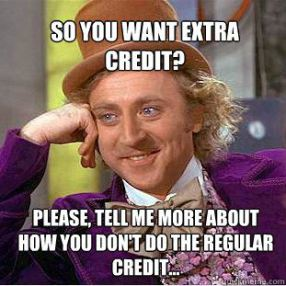 SO YOU WANT EXTRA
CREDIT?
PLEASE, TELL ME MORE ABOUT
HOW YOU DON'T DO THE REGULAR
CREDIT...